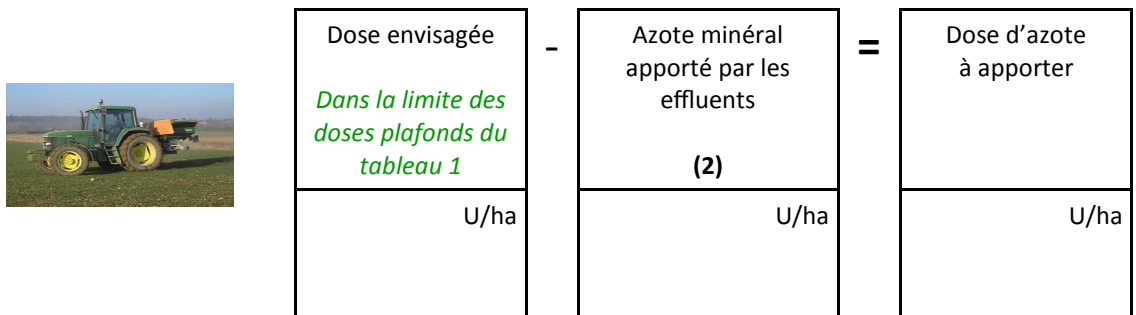 Dose envisagée
Dans la limite des
doses plafonds du
tableau 1
U/ha
-
Azote minéral
apporté par les
effluents
(2)
U/ha
=
Dose d'azote
à apporter
U/ha